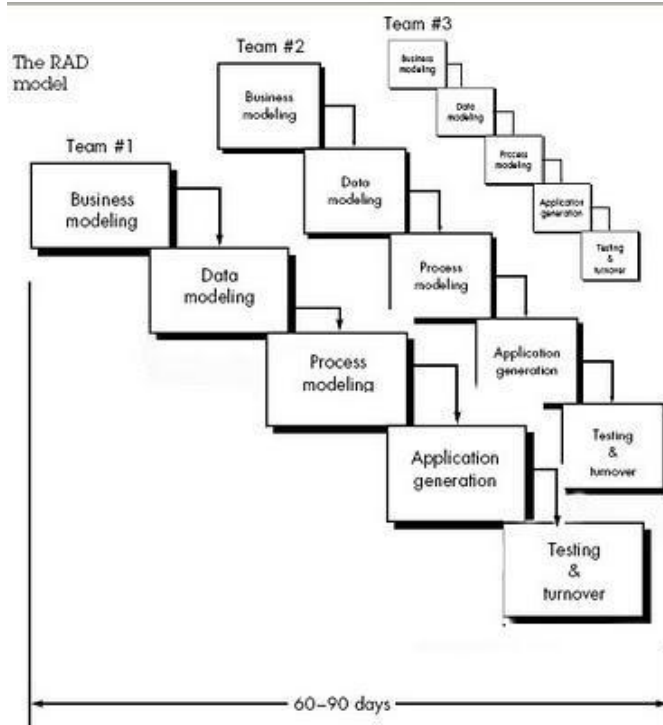 The RAD
model
Team #1
Business
modeling
Data
modeling
Process
modeling
Application
generation
Testing
&
turnover
Team #2
Business
modeling
Data
modeling
Process
modeling
Application
generation
Testing
&
turnover
Team #3
Business
modeling
Data
modeling
Process
modeling
Application
generation
Testing
&
turnover
60–90 days